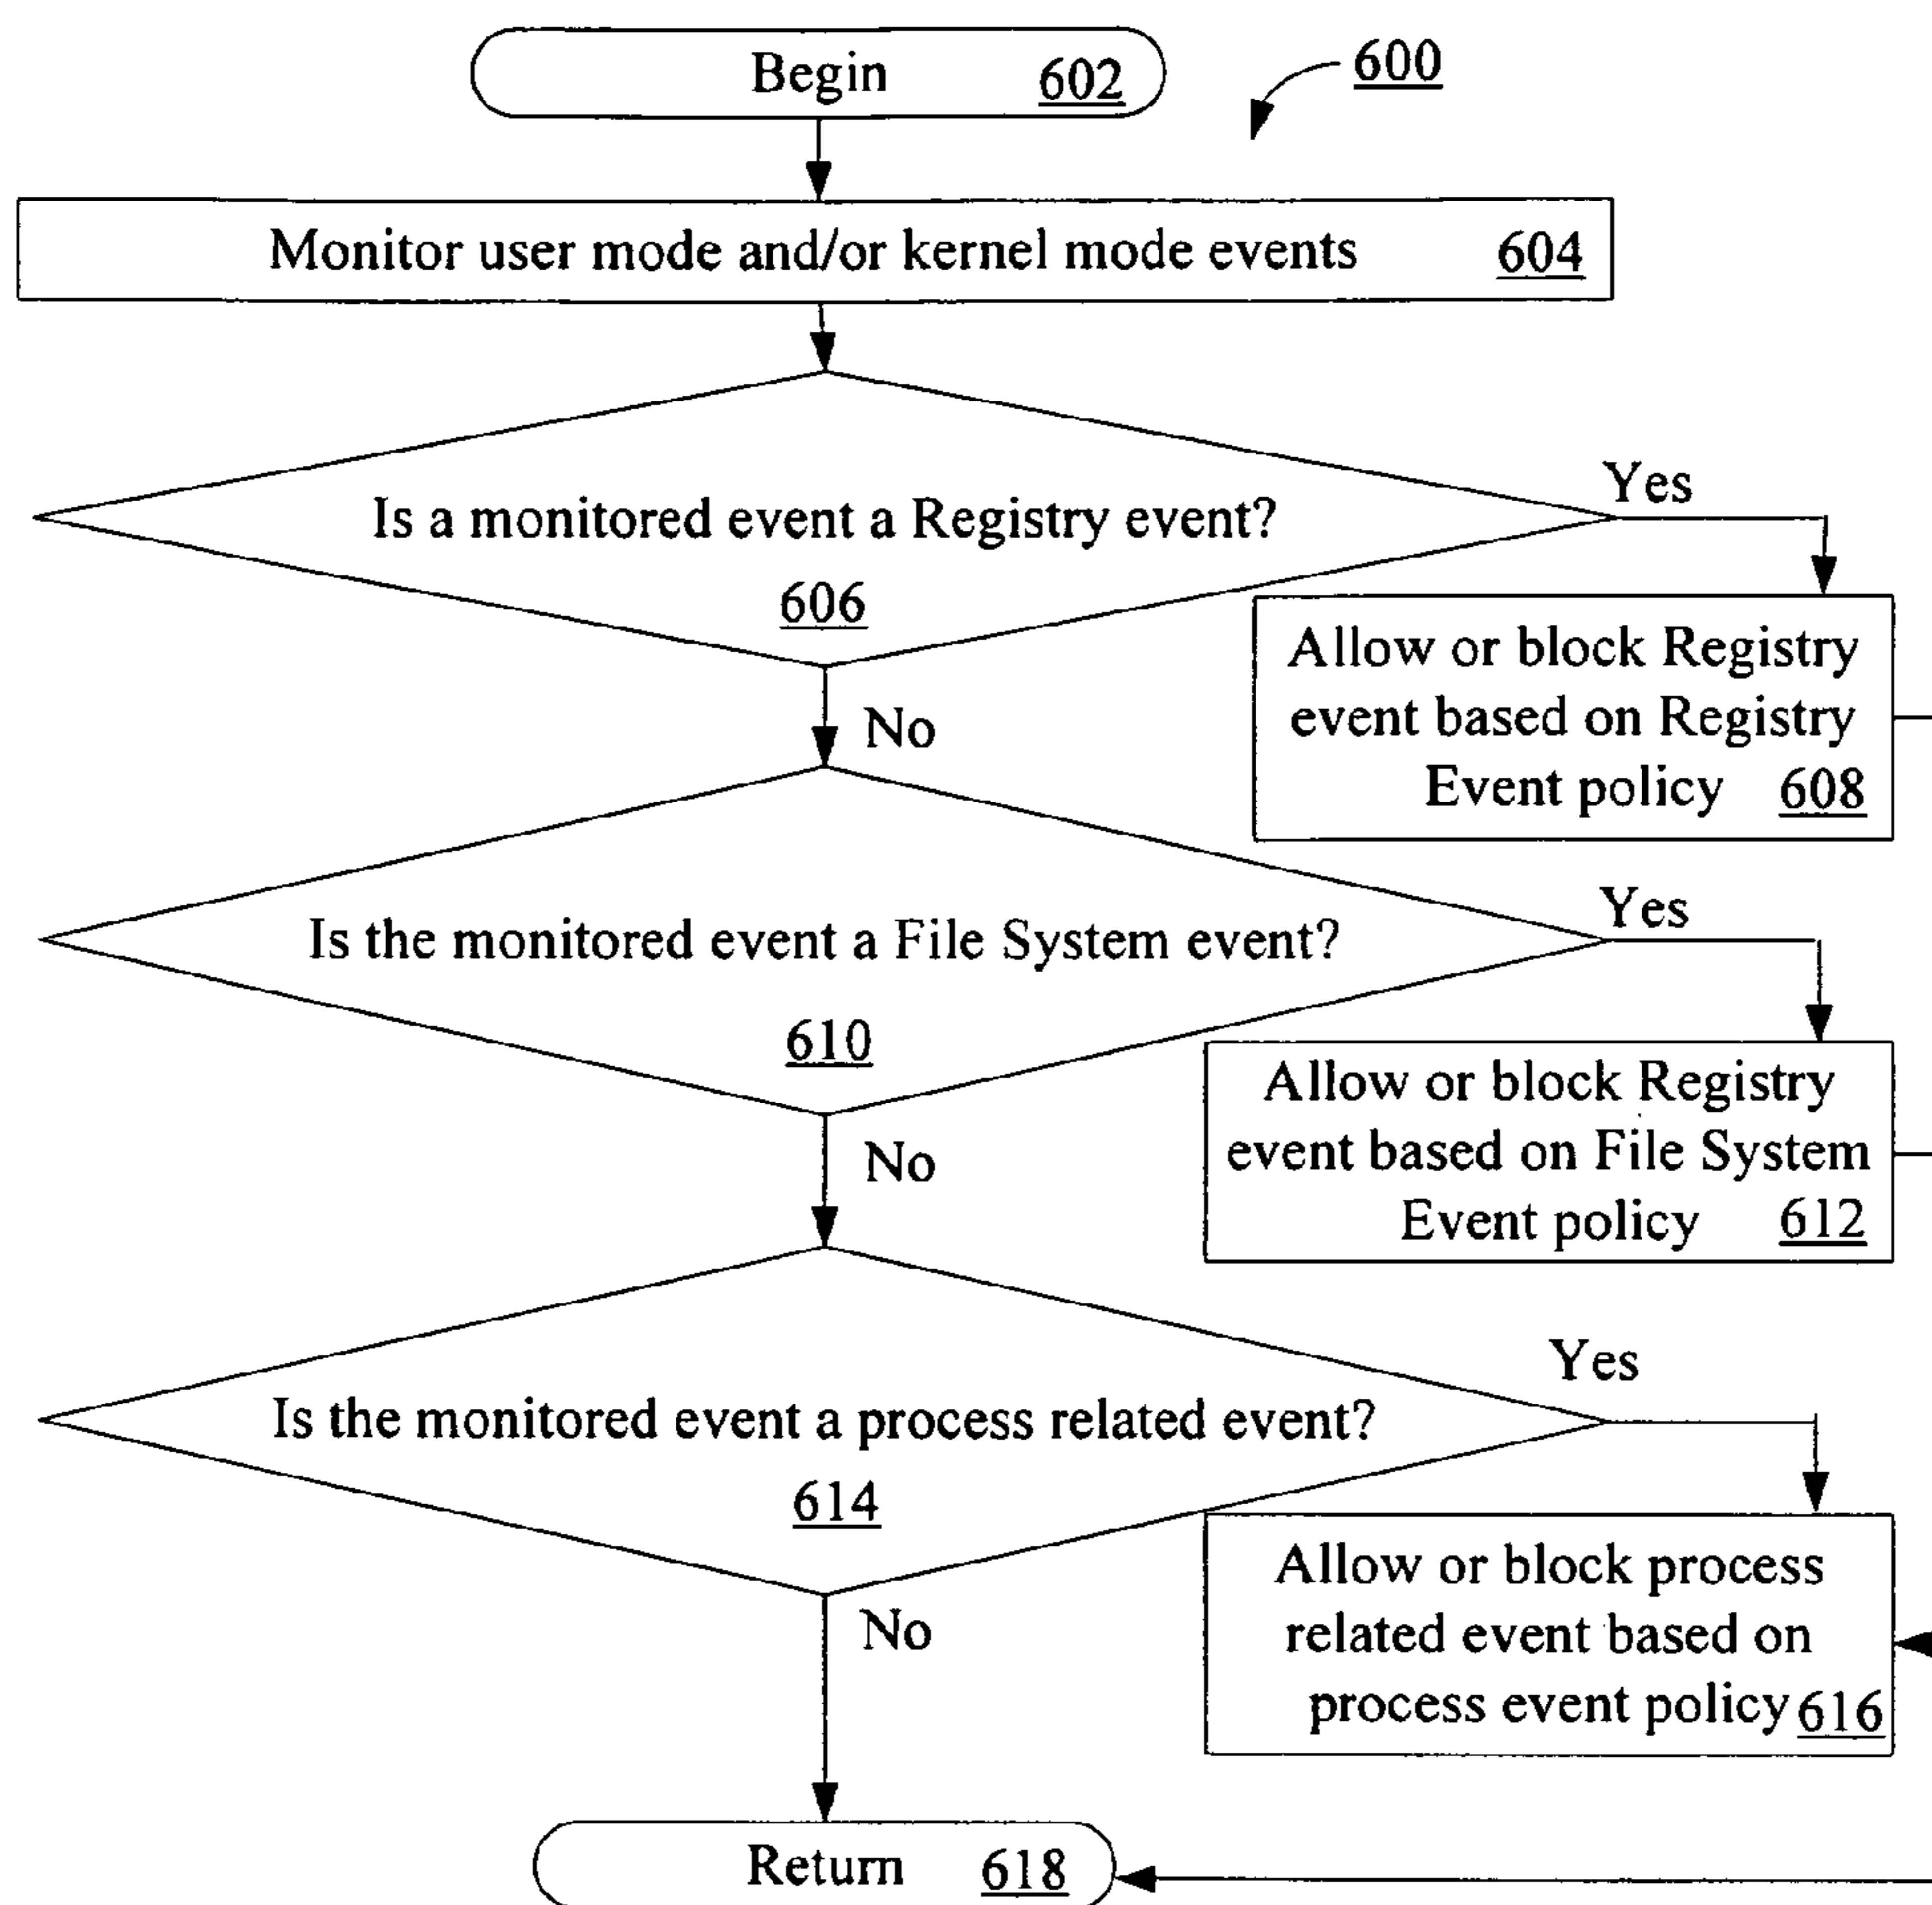 Begin 602
600
Monitor user mode and/or kernel mode events 604
Is a monitored event a Registry event?
606
Yes
Allow or block Registry
event based on Registry
Event policy 608
No
Is the monitored event a File System event?
610
Yes
Allow or block Registry
event based on File System
Event policy 612
No
Is the monitored event a process related event?
614
Yes
Allow or block process
related event based on
process event policy 616
No
Return 618